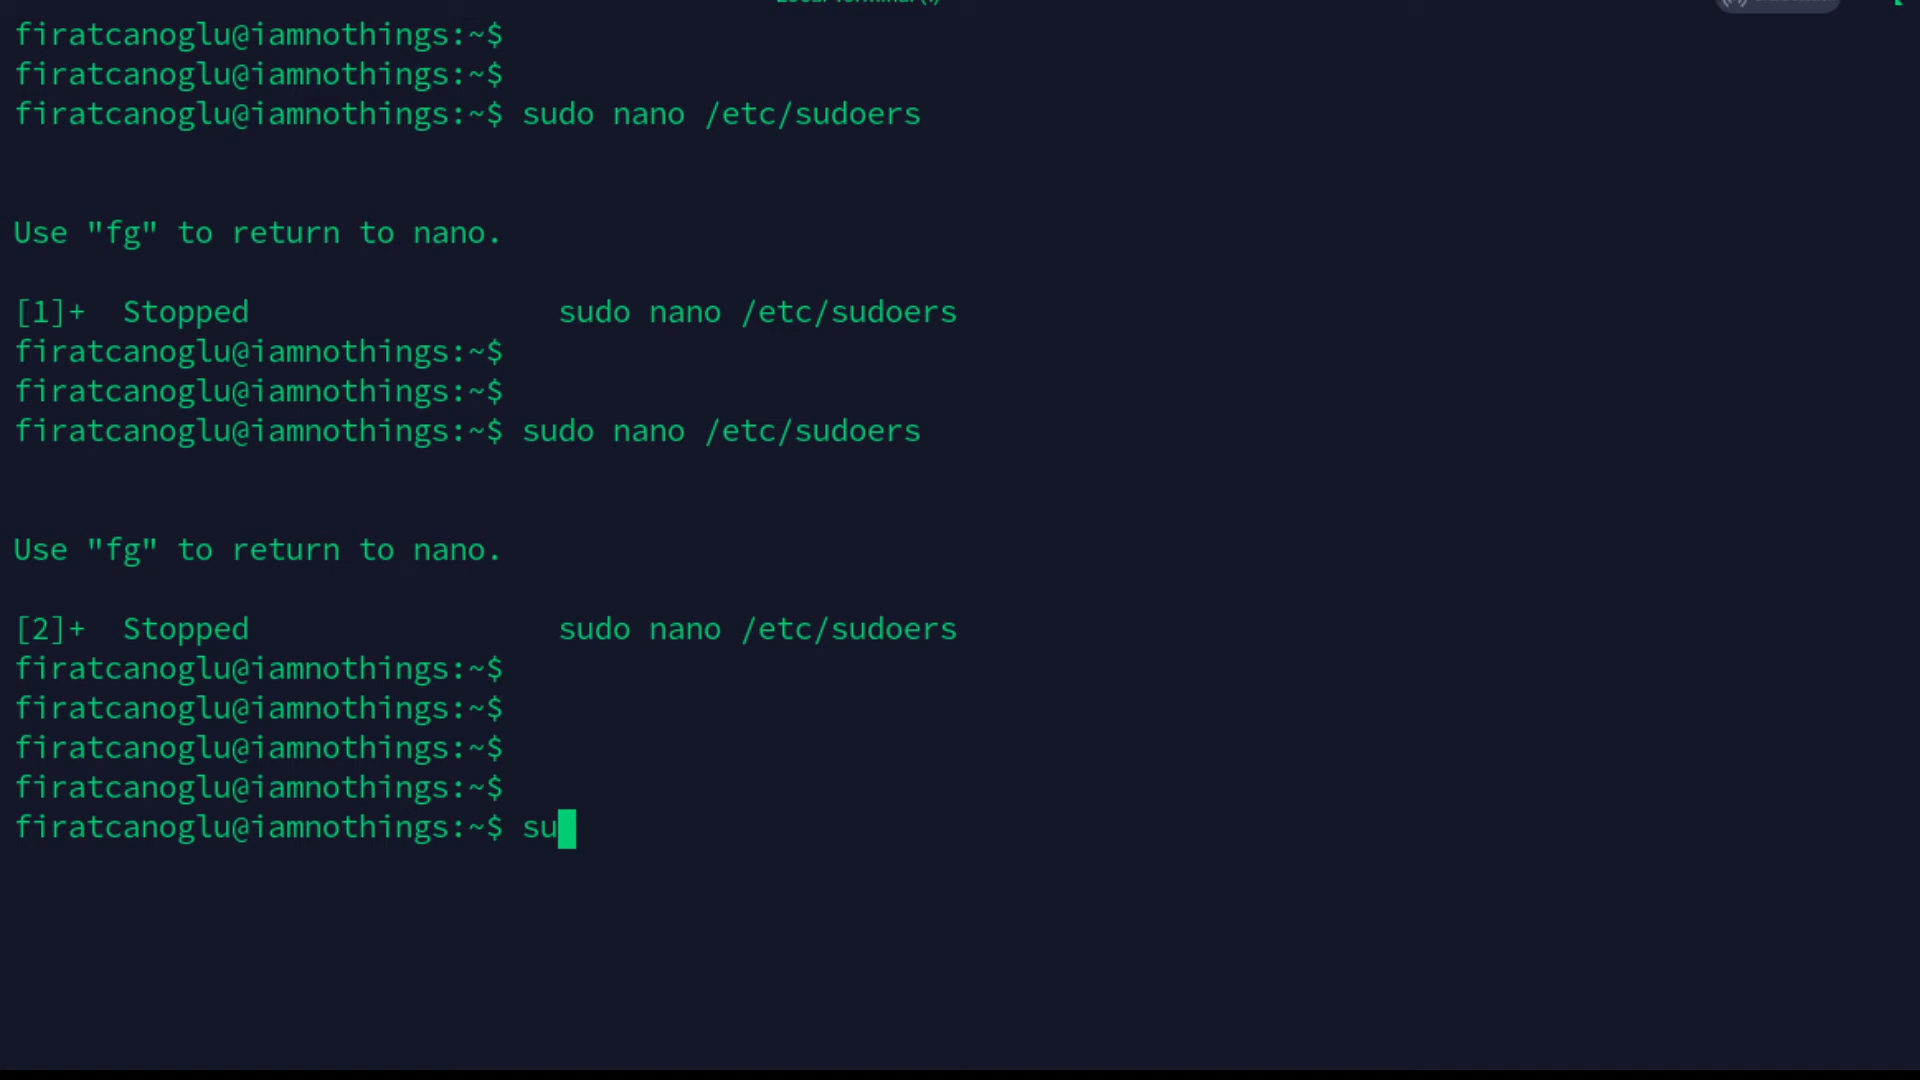 firatcanoglu@iamnothings:~$
firatcanoglu@iamnothings:~$
firatcanoglu@iamnothings:~$ sudo nano /etc/sudoers
Use "fg" to return to nano.
[1]+  Stopped                 sudo nano /etc/sudoers
firatcanoglu@iamnothings:~$
firatcanoglu@iamnothings:~$
firatcanoglu@iamnothings:~$ sudo nano /etc/sudoers
Use "fg" to return to nano.
[2]+  Stopped                 sudo nano /etc/sudoers
firatcanoglu@iamnothings:~$
firatcanoglu@iamnothings:~$
firatcanoglu@iamnothings:~$
firatcanoglu@iamnothings:~$
firatcanoglu@iamnothings:~$ su